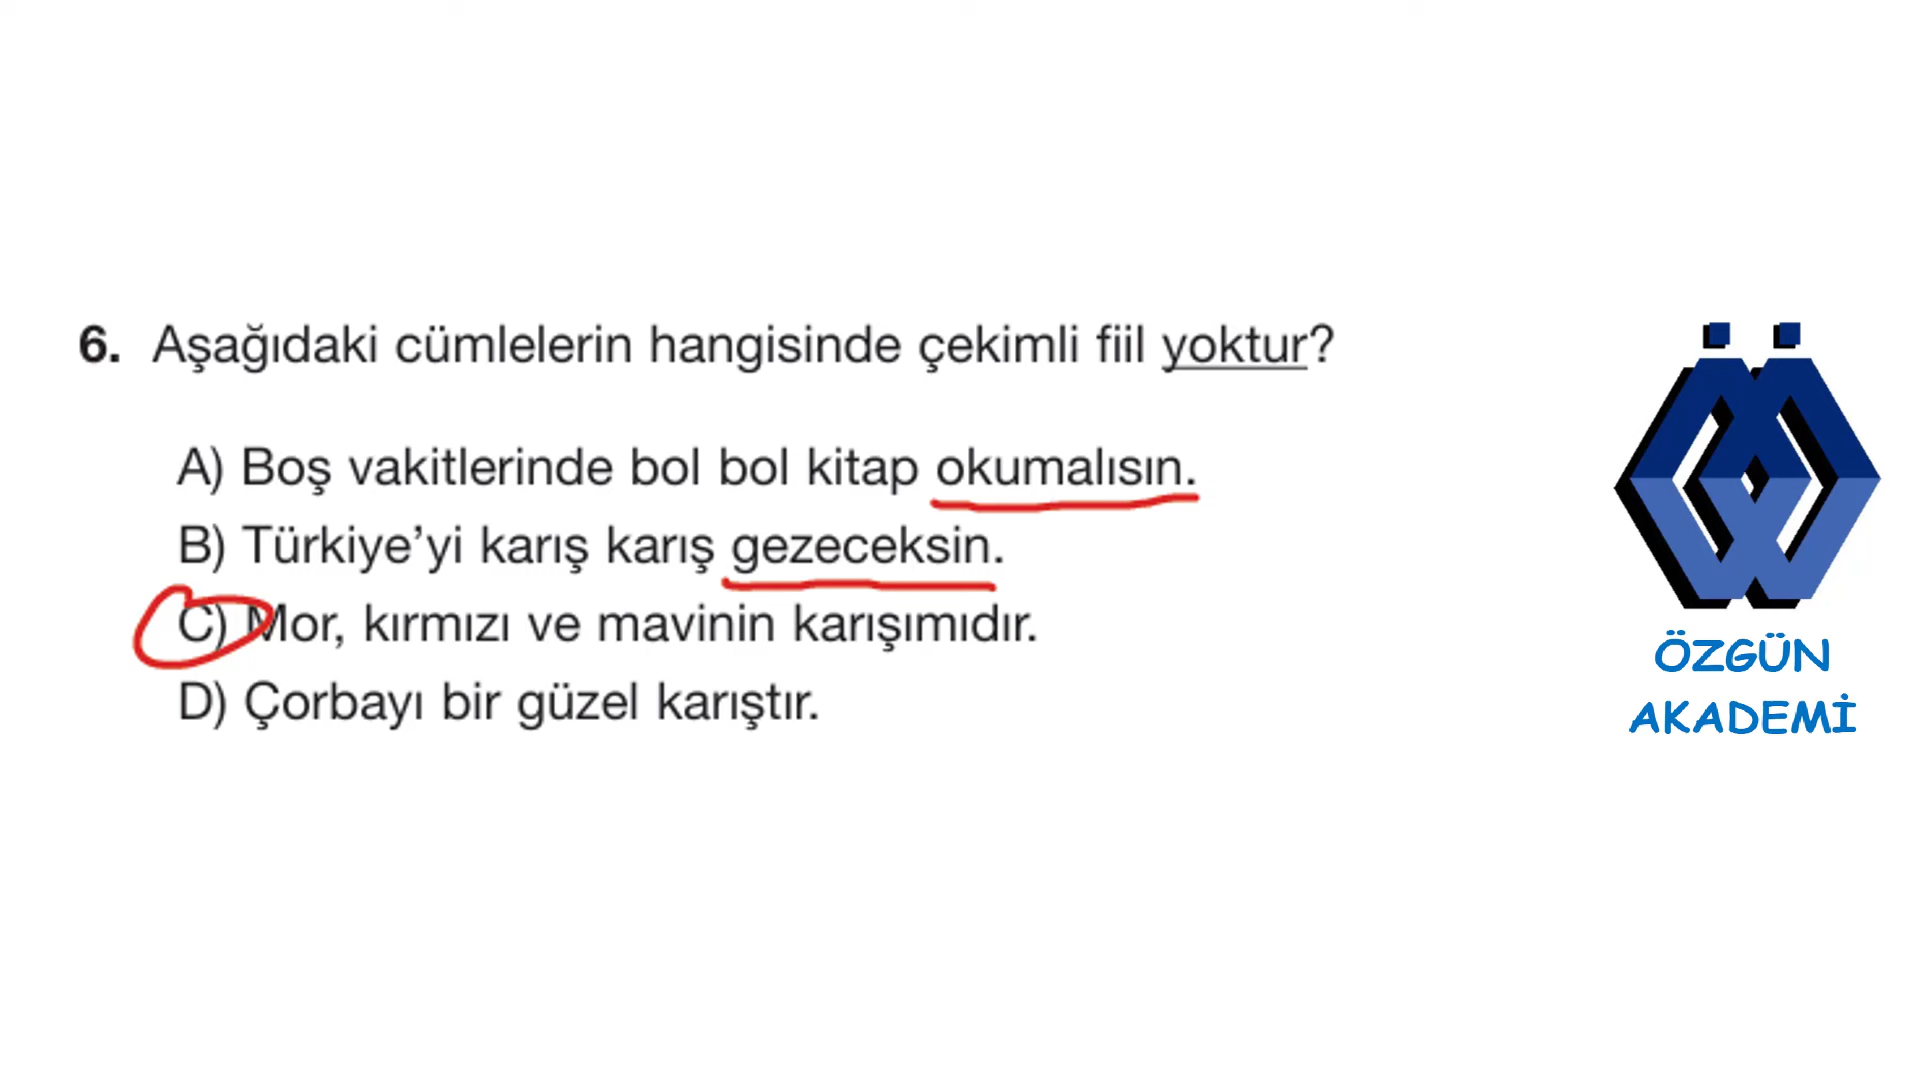 6. Aşağıdaki cümlelerin hangisinde çekimli fiil yoktur?
A) Boş vakitlerinde bol bol kitap okumalısın.
B) Türkiye’yi karış karış gezeceksin.
C) Mor, kırmızı ve mavinin karışımıdır.
D) Çorbayı bir güzel karıştır.
ÖZGÜN
AKADEMİ